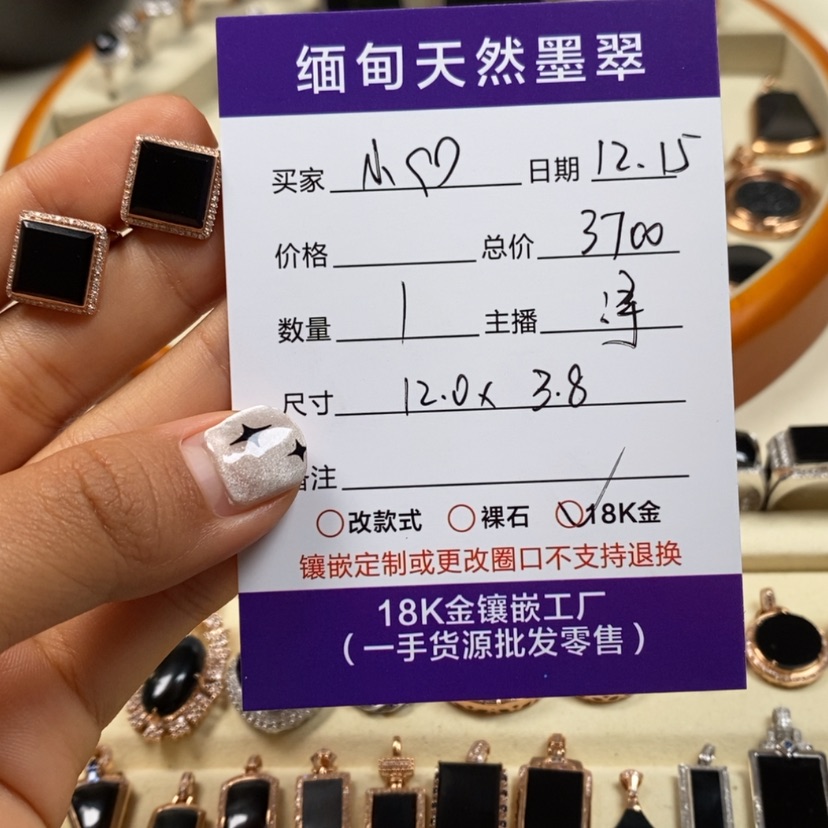 缅甸天然墨翠
买家 小♡ 日期 12.15
价格 总价 3700
数量 1 主播 泽
尺寸 12.0x 3.8
备注
改款式 裸石 18K金
镶嵌定制或更改圈口不支持退换
18K金镶嵌工厂
(一手货源批发零售)